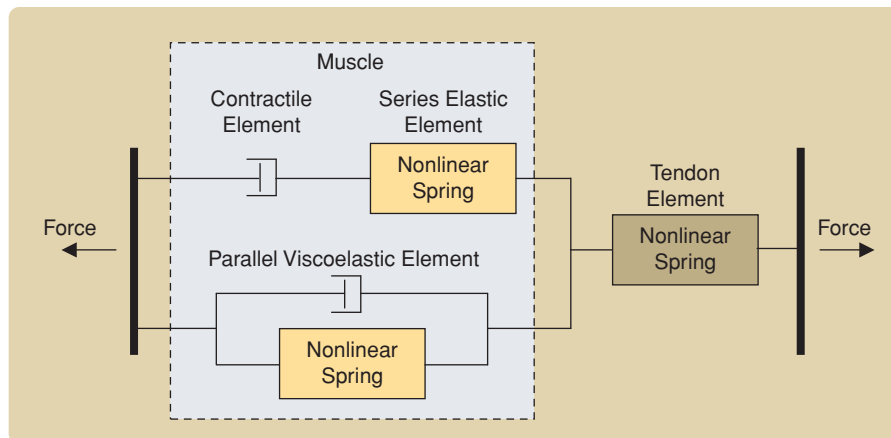 Muscle
Contractile
Element
Series Elastic
Element
Nonlinear
Spring
Tendon
Element
Force
Nonlinear
Spring
Force
Parallel Viscoelastic Element
Nonlinear
Spring